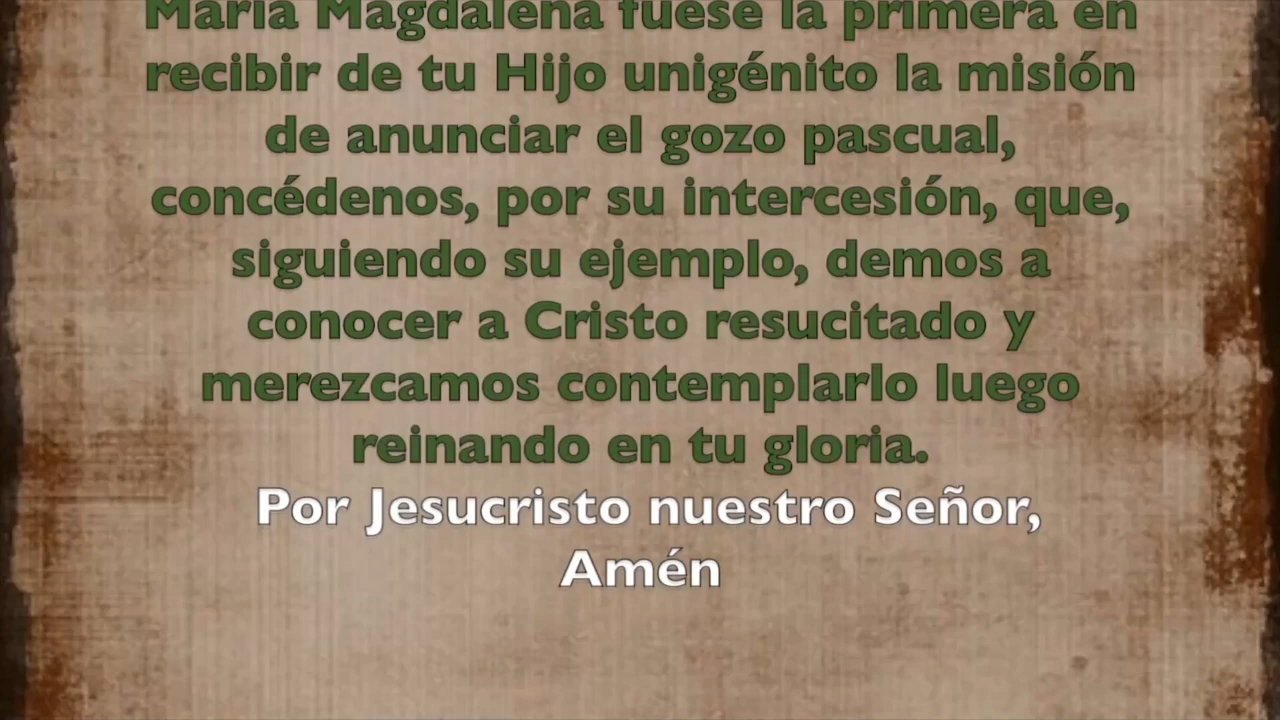 María Magdalena fuese la primera en
recibir de tu Hijo unigénito la misión
de anunciar el gozo pascual,
concédenos, por su intercesión, que,
siguiendo su ejemplo, demos a
conocer a Cristo resucitado y
merezcamos contemplarlo luego
reinando en tu gloria.
Por Jesucristo nuestro Señor,
Amén